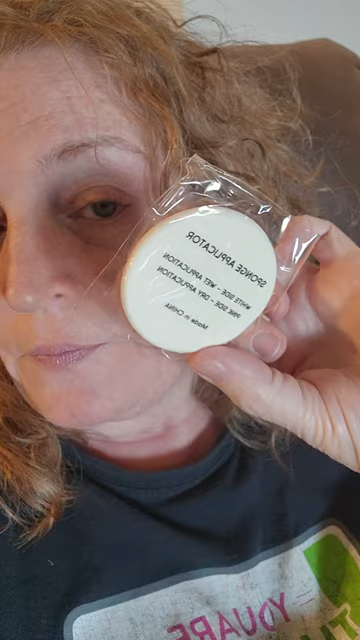 SPONGE APPLICATOR
WHITE SIDE - WET APPLICATION
PINK SIDE - DRY APPLICATION
Made in CHINA